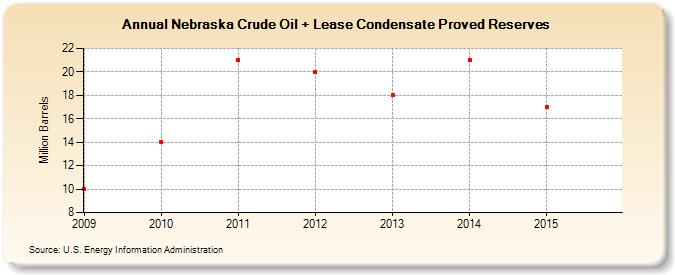 Annual Nebraska Crude Oil + Lease Condensate Proved Reserves
Million Barrels
22
20
18
16
14
12
10
8
2009 2010 2011 2012 2013 2014 2015
Source: U.S. Energy Information Administration